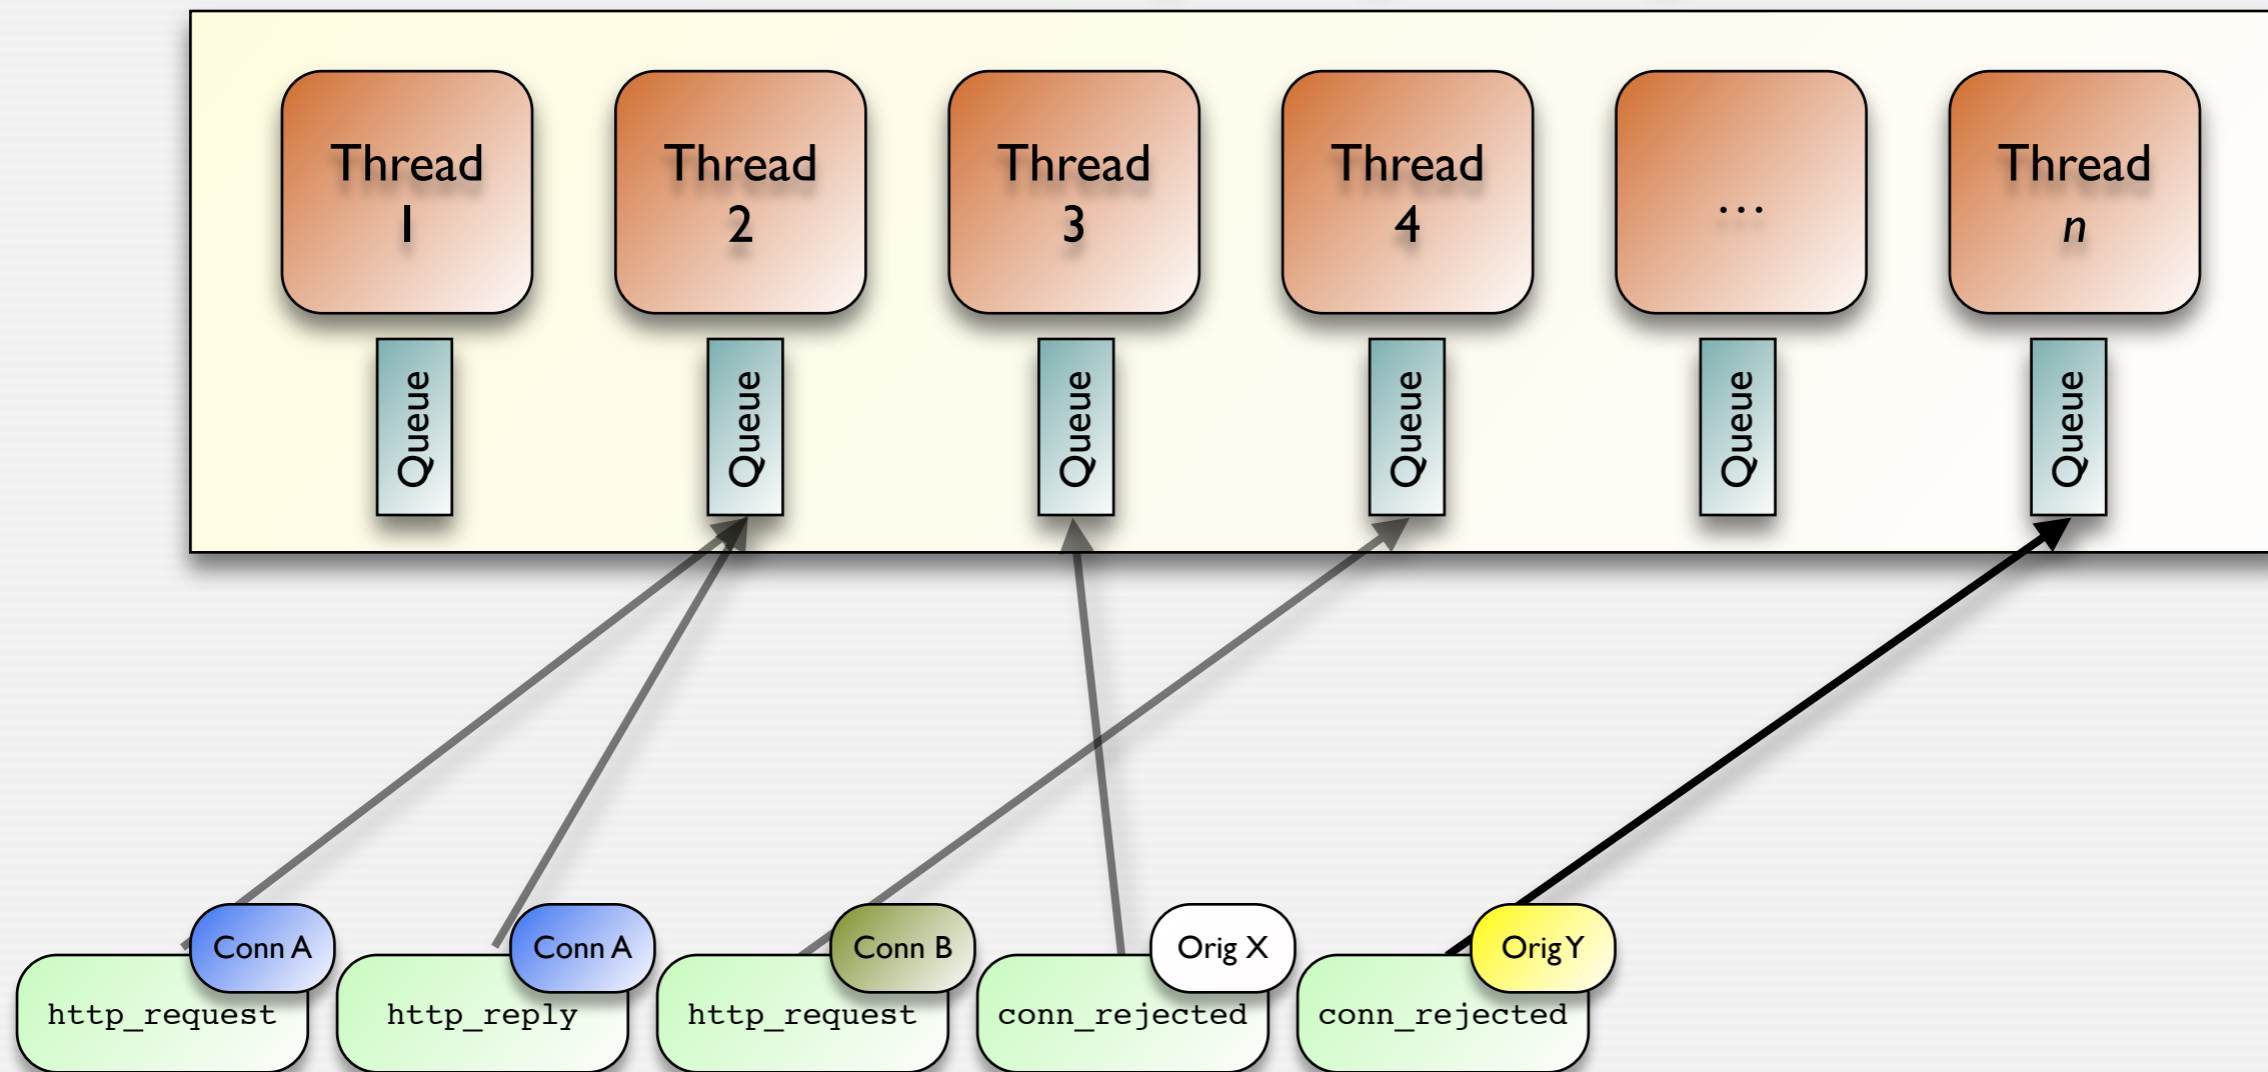 Thread
1
Thread
2
Thread
3
Thread
4
...
Thread
n
Queue
Queue
Queue
Queue
Queue
Queue
Conn A
Conn A
Conn B
Orig X
Orig Y
http_request
http_reply
http_request
conn_rejected
conn_rejected